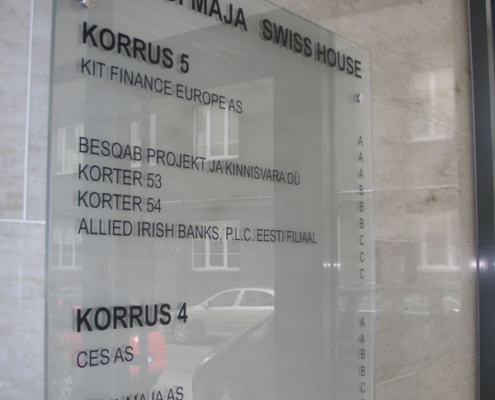 MAJA SWISS HOUSE
KORRUS 5
KIT FINANCE EUROPE AS
BESQAB PROJEKT JA KINNISVARA OÜ
KORTER 53
KORTER 54
ALLIED IRISH BANKS, P.L.C. EESTI FILIAAL
KORRUS 4
CES AS
AS
A
A
A
B
B
B
C
C
C
A
A
B
B
C